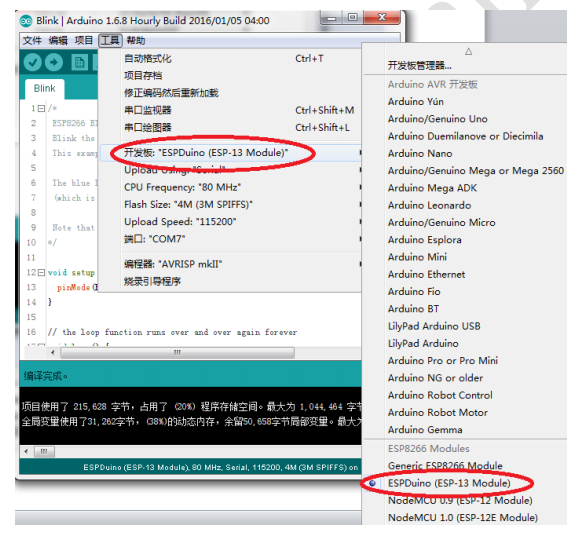 Blink | Arduino 1.6.8 Hourly Build 2016/01/05 04:00
文件 编辑 项目 工具 帮助
Blink
自动格式化 Ctrl+T
项目存档
修正编码然后重新加载
串口监视器 Ctrl+Shift+M
串口绘图器 Ctrl+Shift+L
开发板: "ESPDuino (ESP-13 Module)"
Upload Using: "Serial"
CPU Frequency: "80 MHz"
Flash Size: "4M (3M SPIFFS)"
Upload Speed: "115200"
端口: "COM7"
编程器: "AVRISP mkII"
烧录引导程序
1 /*
2 ESP8266
3 Blink the
4 This
5
6 The blue
7 (which is
8
9 Note that
10 */
11
12 void setup
13 pinMode(
14 }
15
16 // the loop function runs over and over again forever
编译完成。
项目使用了 215,628 字节，占用了 (20%) 程序存储空间。最大为 1,044,464 字节
全局变量使用了31,262字节，(38%)的动态内存，余留50,658字节局部变量。最大
ESPDuino (ESP-13 Module), 80 MHz, Serial, 115200, 4M (3M SPIFFS) on
开发板管理器...
Arduino AVR 开发板
Arduino Yún
Arduino/Genuino Uno
Arduino Duemilanove or Diecimila
Arduino Nano
Arduino/Genuino Mega or Mega 2560
Arduino Mega ADK
Arduino Leonardo
Arduino/Genuino Micro
Arduino Esplora
Arduino Mini
Arduino Ethernet
Arduino Fio
Arduino BT
LilyPad Arduino USB
LilyPad Arduino
Arduino Pro or Pro Mini
Arduino NG or older
Arduino Robot Control
Arduino Robot Motor
Arduino Gemma
ESP8266 Modules
Generic ESP8266 Module
ESPDuino (ESP-13 Module)
NodeMCU 0.9 (ESP-12 Module)
NodeMCU 1.0 (ESP-12E Module)